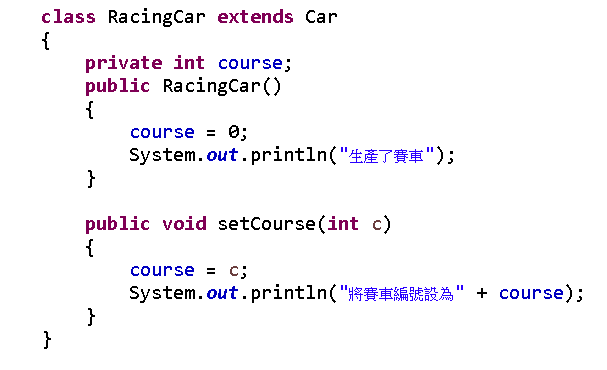 class RacingCar extends Car
{
    private int course;
    public RacingCar()
    {
        course = 0;
        System.out.println("生產了賽車");
    }

    public void setCourse(int c)
    {
        course = c;
        System.out.println("將賽車編號設為" + course);
    }
}